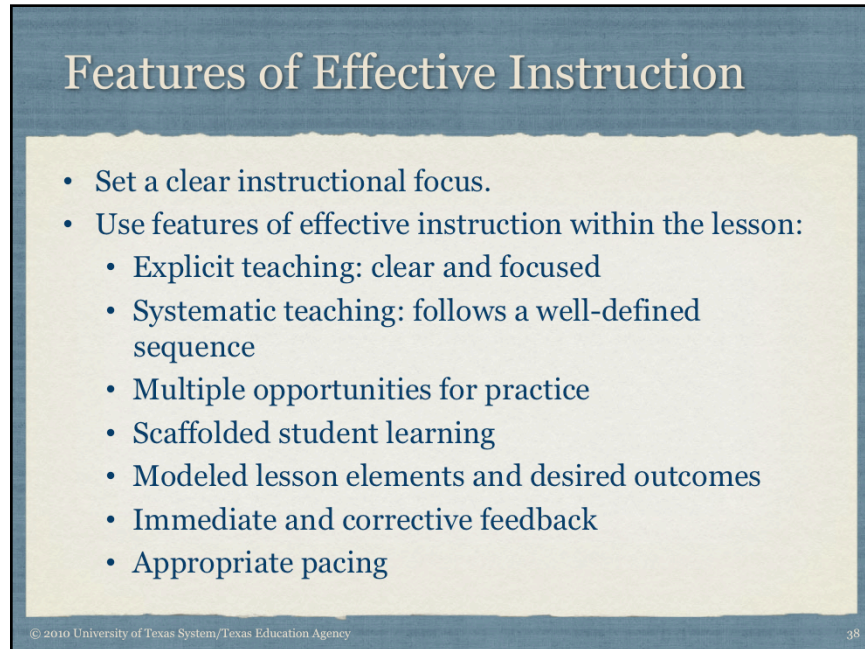 Features of Effective Instruction
• Set a clear instructional focus.
• Use features of effective instruction within the lesson:
• Explicit teaching: clear and focused
• Systematic teaching: follows a well-defined
sequence
• Multiple opportunities for practice
• Scaffolded student learning
• Modeled lesson elements and desired outcomes
• Immediate and corrective feedback
• Appropriate pacing
© 2010 University of Texas System/Texas Education Agency
38